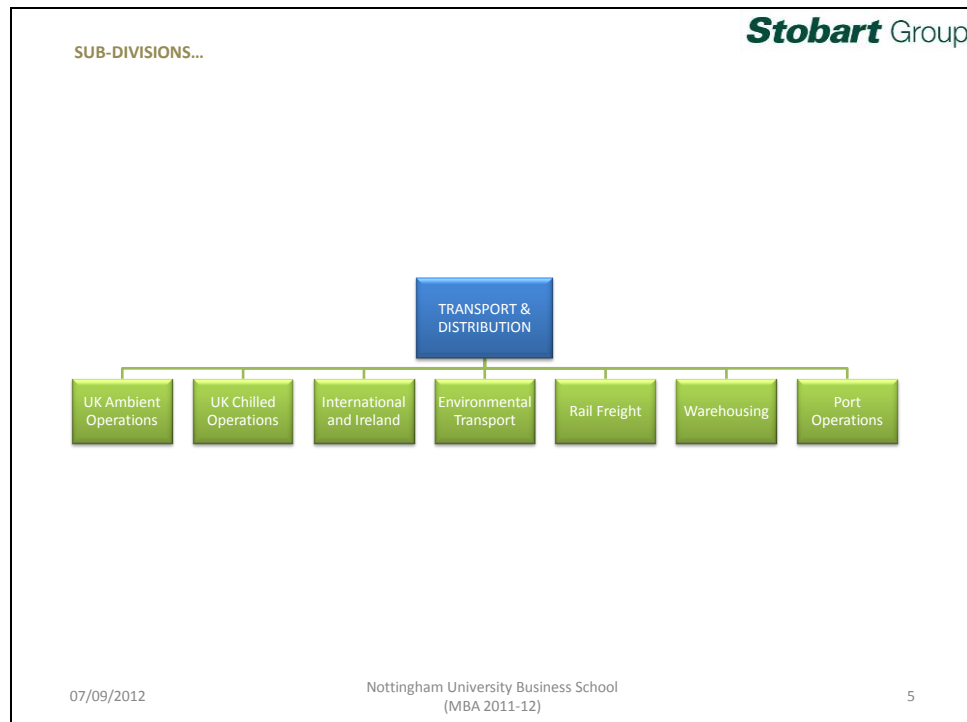 Stobart Group
SUB-DIVISIONS...
TRANSPORT &
DISTRIBUTION
UK Ambient
Operations
UK Chilled
Operations
International
and Ireland
Environmental
Transport
Rail Freight
Warehousing
Port
Operations
07/09/2012
Nottingham University Business School
(MBA 2011-12)
5